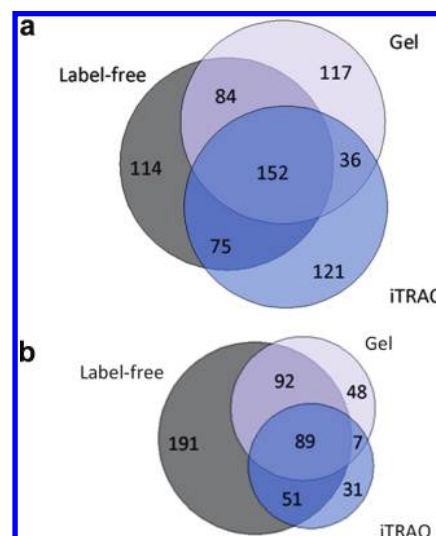 a
Gel
Label-free
117
84
114
152
36
75
121
iTRAQ
b
Gel
Label-free
92
48
191
89
7
51
31
iTRAQ